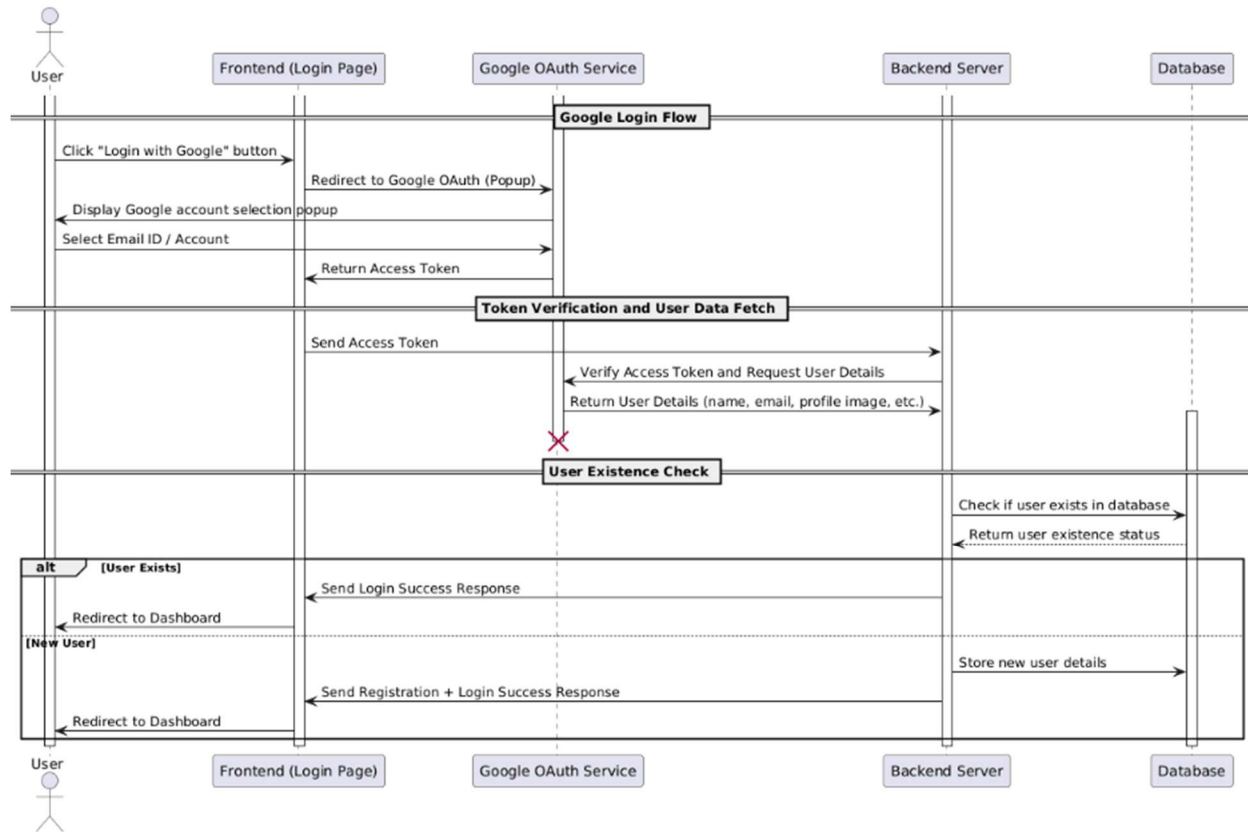 User
Frontend (Login Page)
Google OAuth Service
Backend Server
Database
Google Login Flow
Click "Login with Google" button
Redirect to Google OAuth (Popup)
Display Google account selection popup
Select Email ID / Account
Return Access Token
Token Verification and User Data Fetch
Send Access Token
Verify Access Token and Request User Details
Return User Details (name, email, profile image, etc.)
User Existence Check
Check if user exists in database
Return user existence status
alt [User Exists]
Send Login Success Response
Redirect to Dashboard
[New User]
Store new user details
Send Registration + Login Success Response
Redirect to Dashboard
User
Frontend (Login Page)
Google OAuth Service
Backend Server
Database